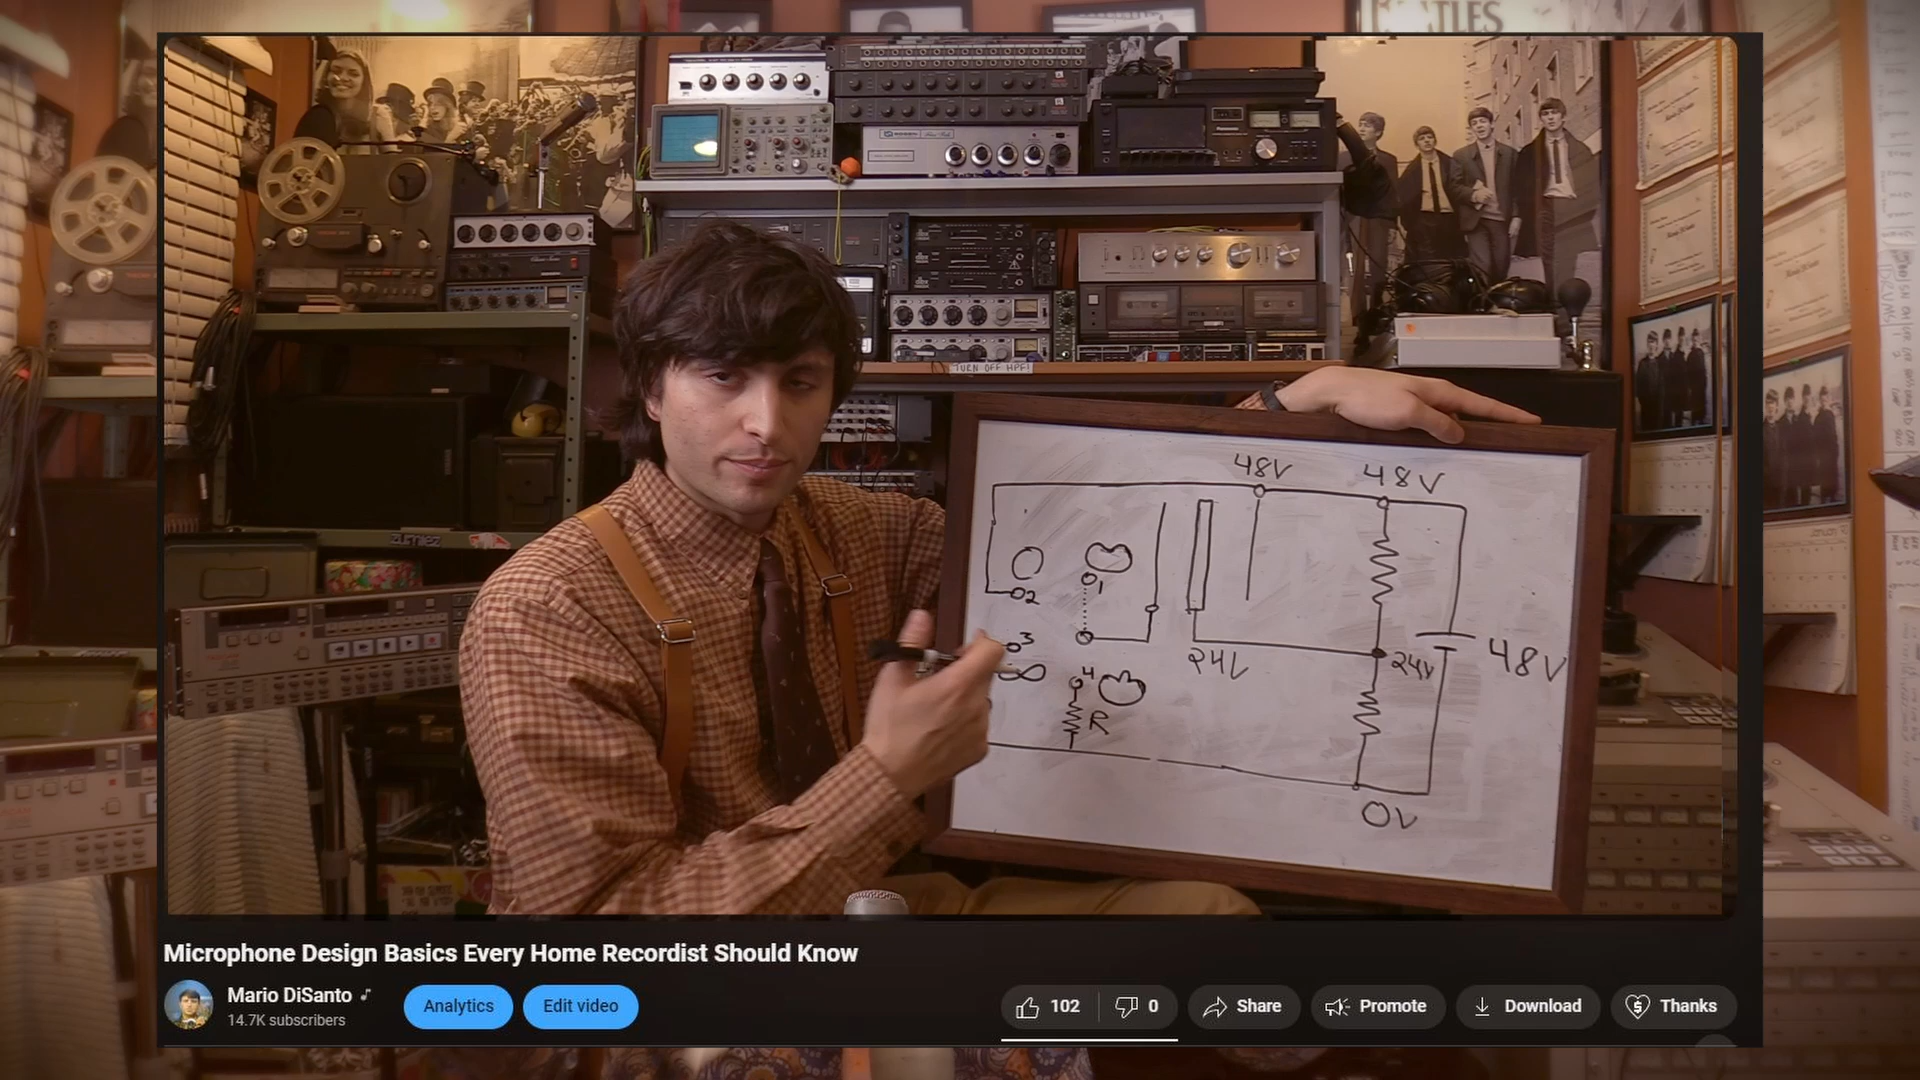 BEATLES
TURN OFF HPF!
48V
48V
2
1
3
∞
4
R
24V
24V
48V
0V
Microphone Design Basics Every Home Recordist Should Know
Mario DiSanto
14.7K subscribers
Analytics
Edit video
102
0
Share
Promote
Download
Thanks